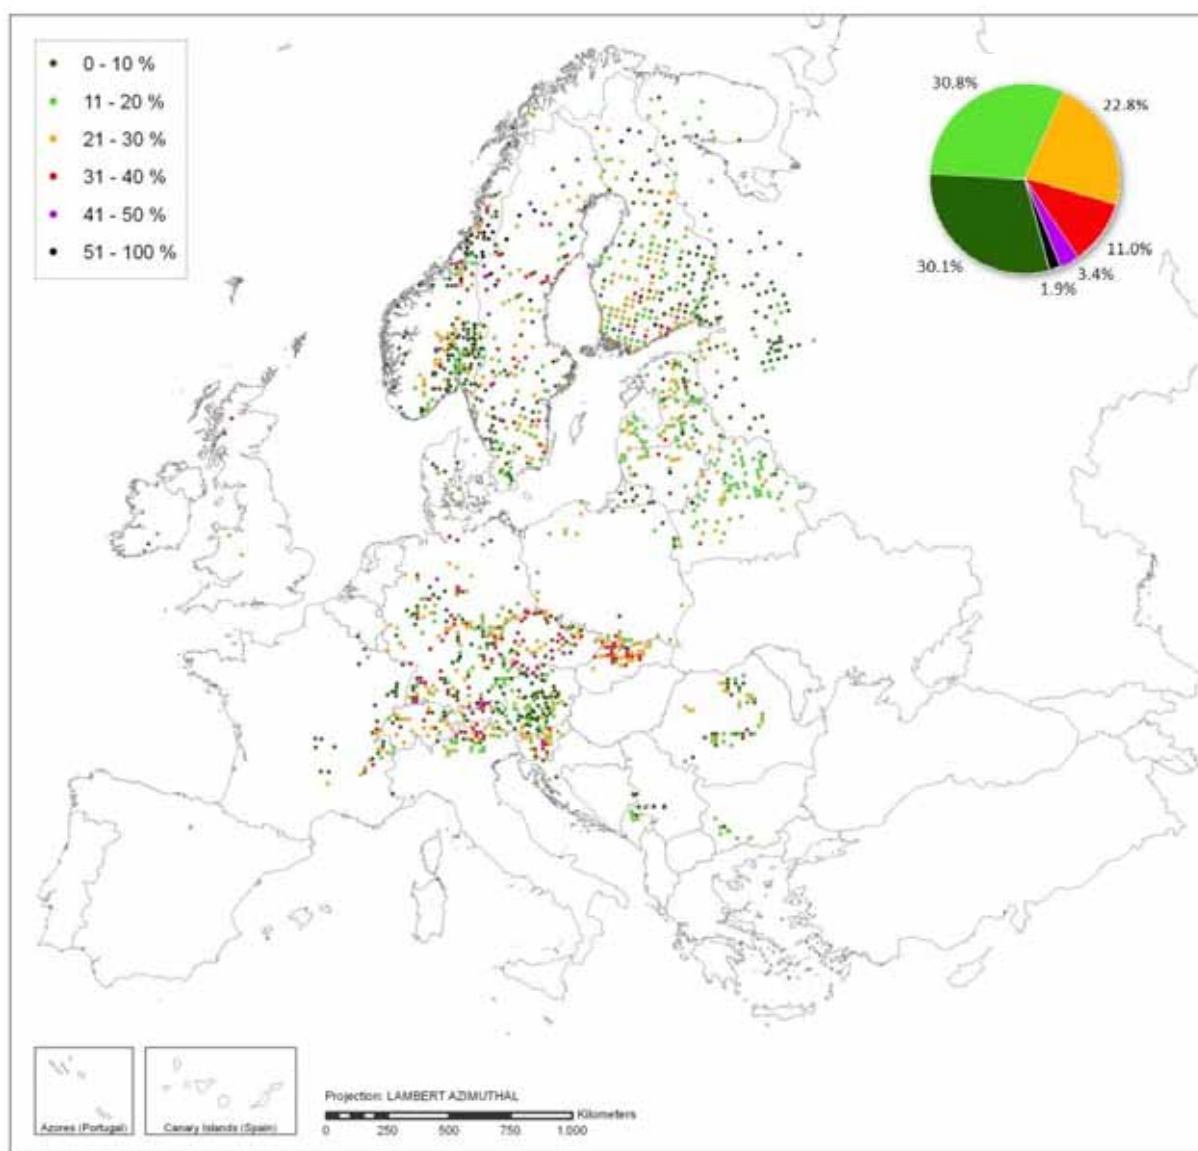 0 - 10 %
11 - 20 %
21 - 30 %
31 - 40 %
41 - 50 %
51 - 100 %
30.8%
22.8%
30.1%
11.0%
3.4%
1.9%
Projection: LAMBERT AZIMUTHAL
Kilometers
0 250 500 750 1.000
Azores (Portugal)
Canary Islands (Spain)